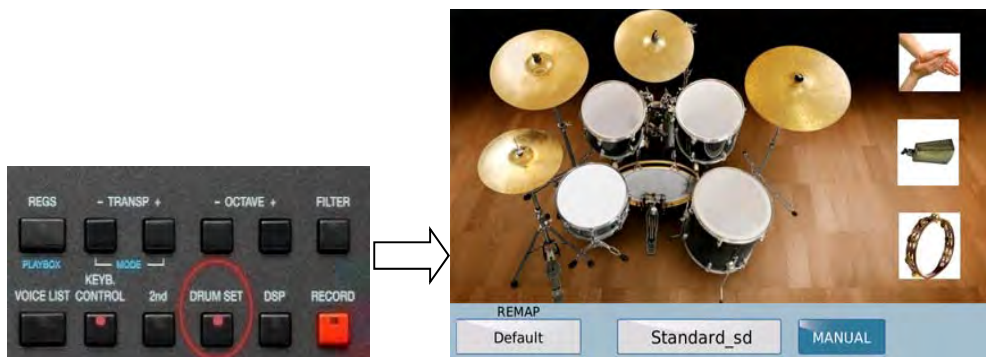 REGS - TRANSP + - OCTAVE + FILTER
PLAYBOX MODE
KEYB.
VOICE LIST CONTROL 2nd DRUM SET DSP RECORD
REMAP
Default Standard_sd MANUAL